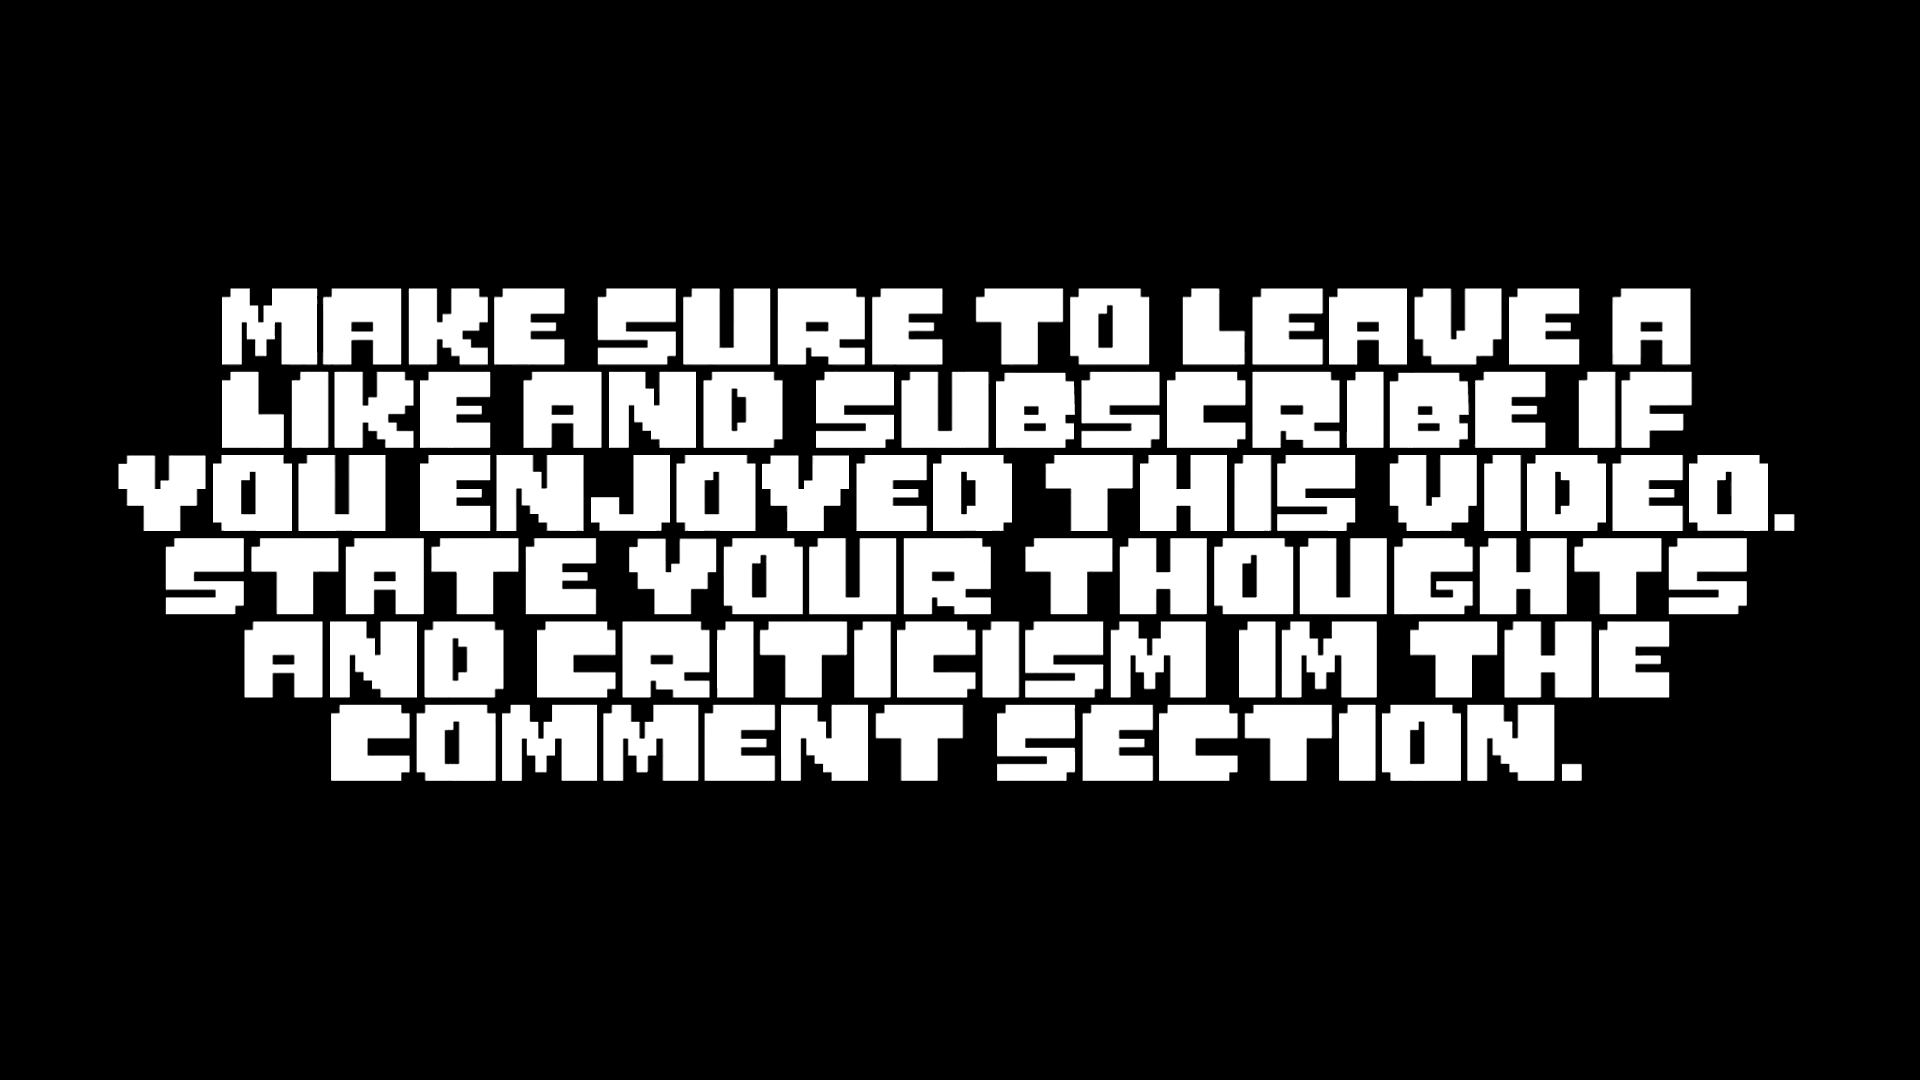 MAKE SURE TO LEAVE A
LIKE AND SUBSCRIBE IF
YOU ENJOYED THIS VIDEO.
STATE YOUR THOUGHTS
AND CRITICISM IM THE
COMMENT SECTION.